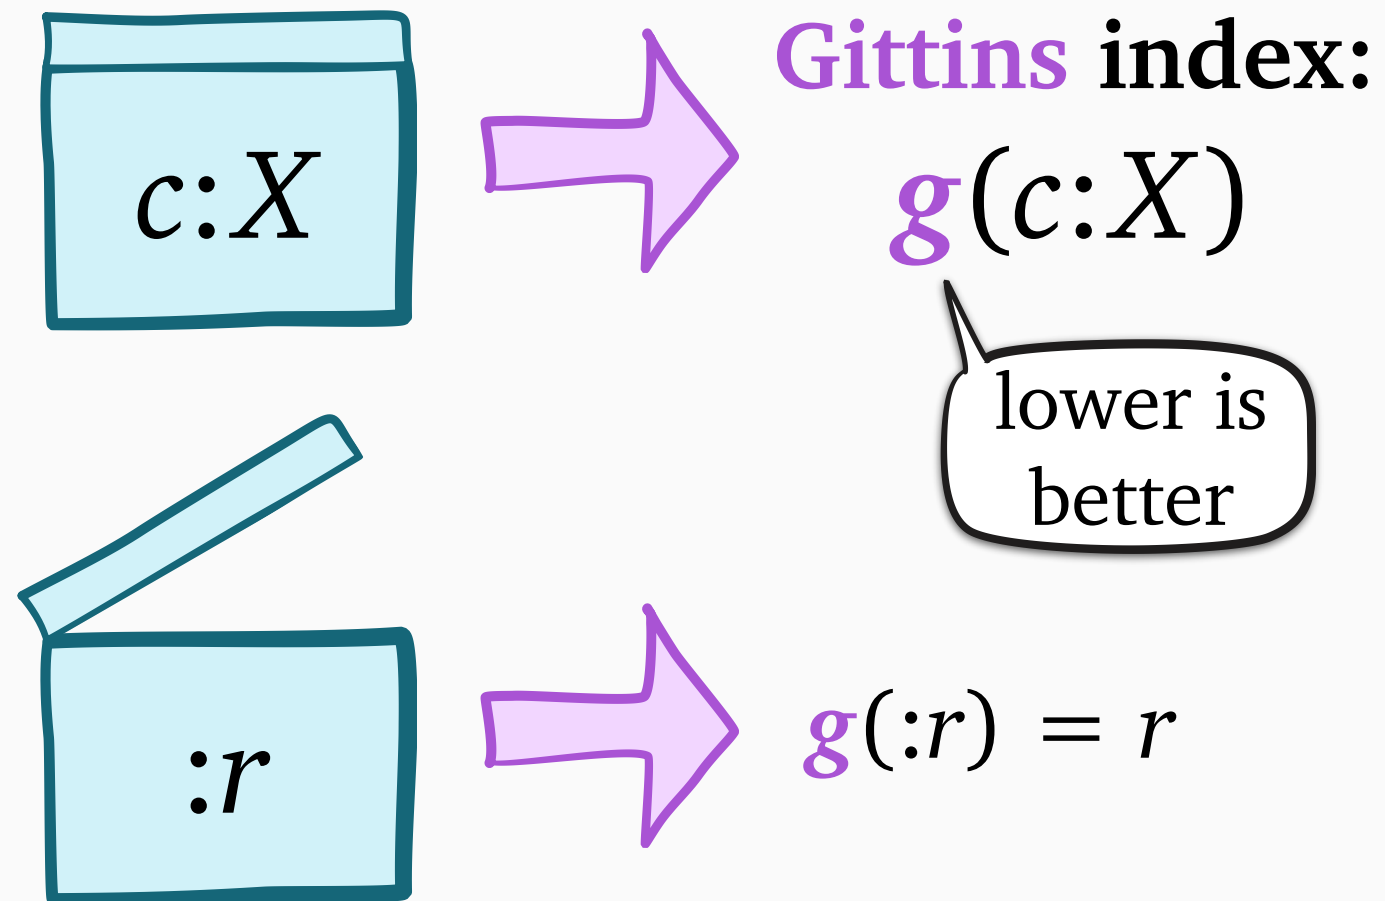 c:X
Gittins index:
g(c:X)
lower is
better
:r
g(:r) = r